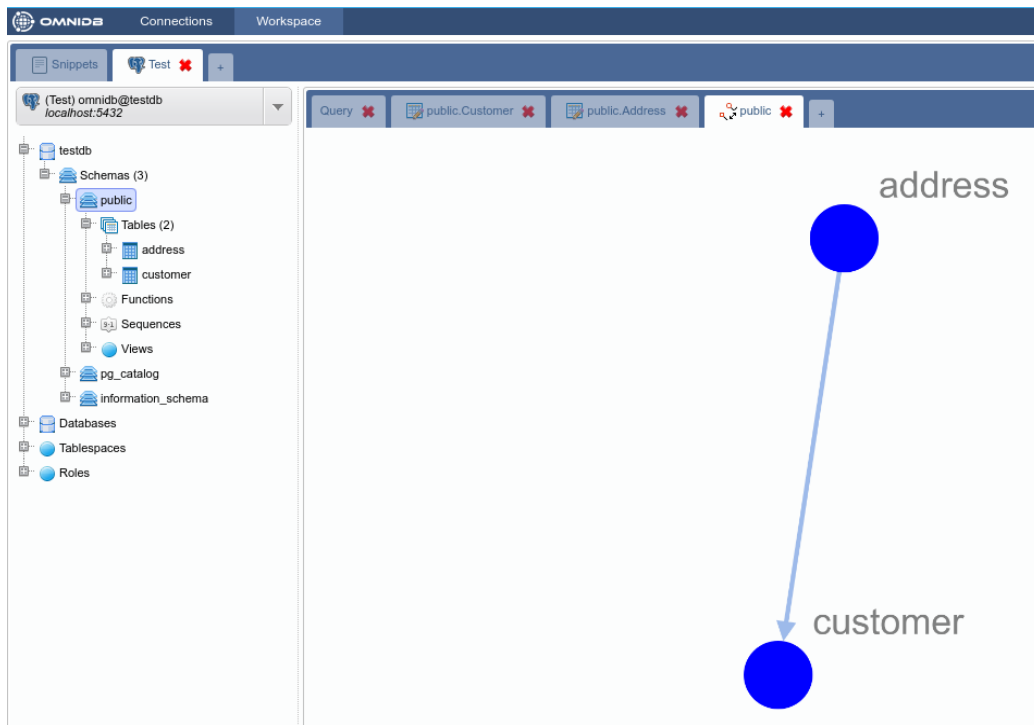 OMNIDB Connections Workspace
Snippets Test +
(Test) omnidb@testdb
localhost:5432
Query public.Customer public.Address public +
testdb
Schemas (3)
public
Tables (2)
address
customer
Functions
Sequences
Views
pg_catalog
information_schema
Databases
Tablespaces
Roles
address
customer